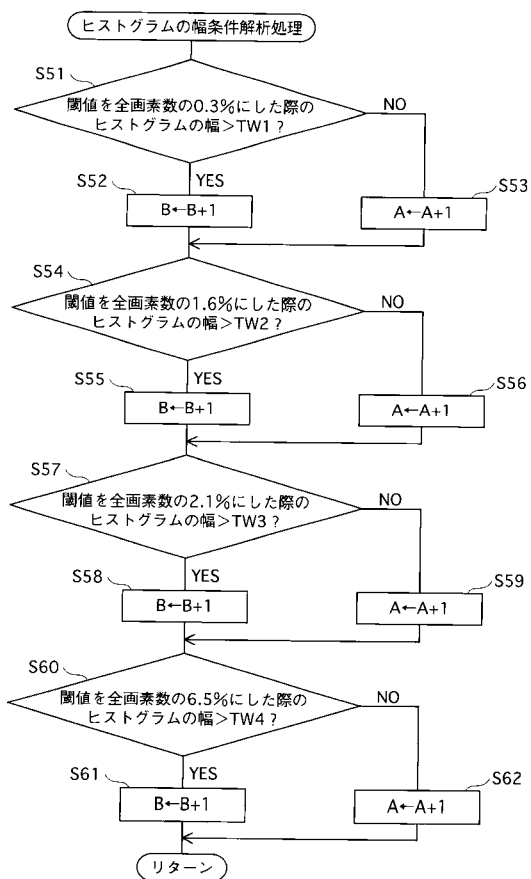 ヒストグラムの幅条件解析処理
S51
閾値を全画素数の0.3%にした際の
ヒストグラムの幅>TW1?
NO
YES
S52
B←B+1
S53
A←A+1
S54
閾値を全画素数の1.6%にした際の
ヒストグラムの幅>TW2?
NO
YES
S55
B←B+1
S56
A←A+1
S57
閾値を全画素数の2.1%にした際の
ヒストグラムの幅>TW3?
NO
YES
S58
B←B+1
S59
A←A+1
S60
閾値を全画素数の6.5%にした際の
ヒストグラムの幅>TW4?
NO
YES
S61
B←B+1
S62
A←A+1
リターン